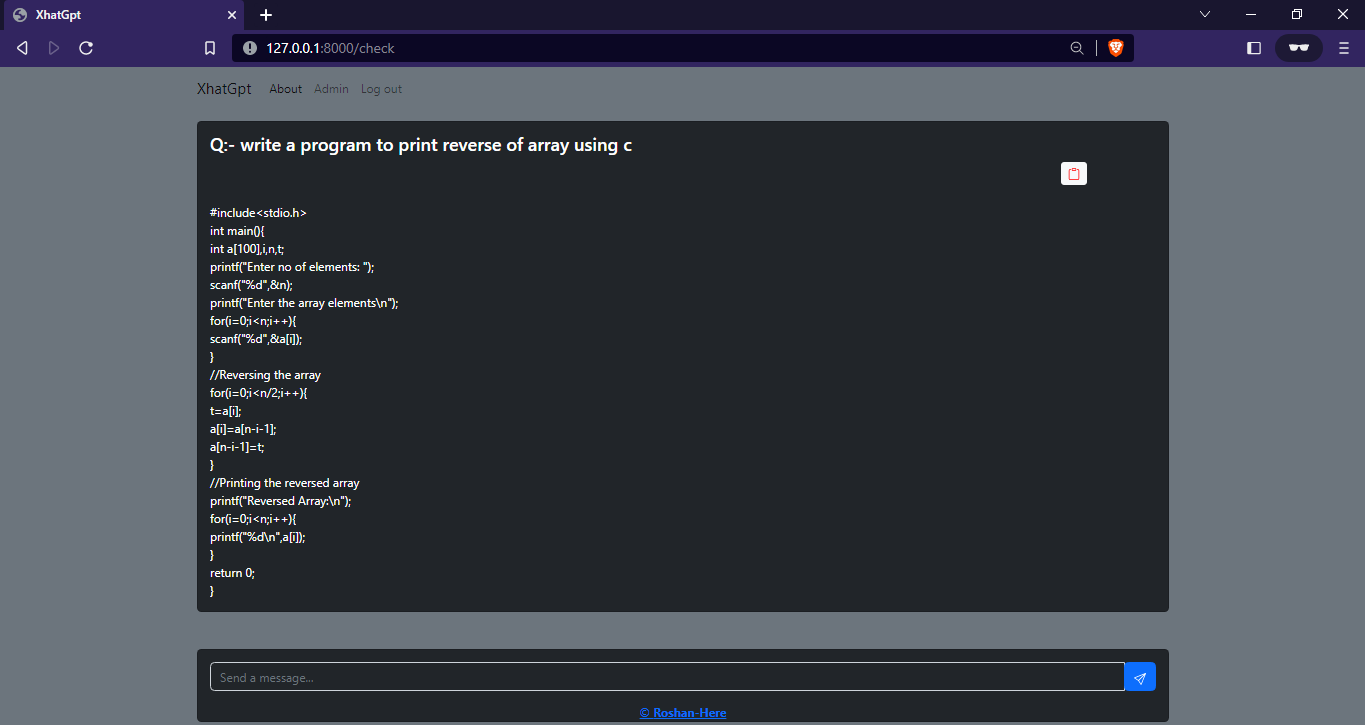 XhatGpt
127.0.0.1:8000/check
XhatGpt About Admin Log out
Q:- write a program to print reverse of array using c
#include<stdio.h>
int main(){
int a[100],i,n,t;
printf("Enter no of elements: ");
scanf("%d",&n);
printf("Enter the array elements\n");
for(i=0;i<n;i++){
scanf("%d",&a[i]);
}
//Reversing the array
for(i=0;i<n/2;i++){
t=a[i];
a[i]=a[n-i-1];
a[n-i-1]=t;
}
//Printing the reversed array
printf("Reversed Array:\n");
for(i=0;i<n;i++){
printf("%d\n",a[i]);
}
return 0;
}
Send a message...
© Roshan-Here